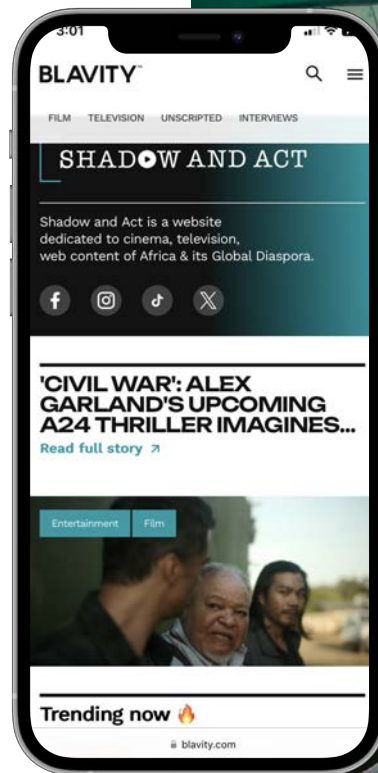 3:01
BLAVITY™
FILM TELEVISION UNSCRIPTED INTERVIEWS
SHADOW AND ACT
Shadow and Act is a website
dedicated to cinema, television,
web content of Africa & its Global Diaspora.
'CIVIL WAR': ALEX
GARLAND'S UPCOMING
A24 THRILLER IMAGINES...
Read full story ↗
Entertainment Film
Trending now 🔥
blavity.com